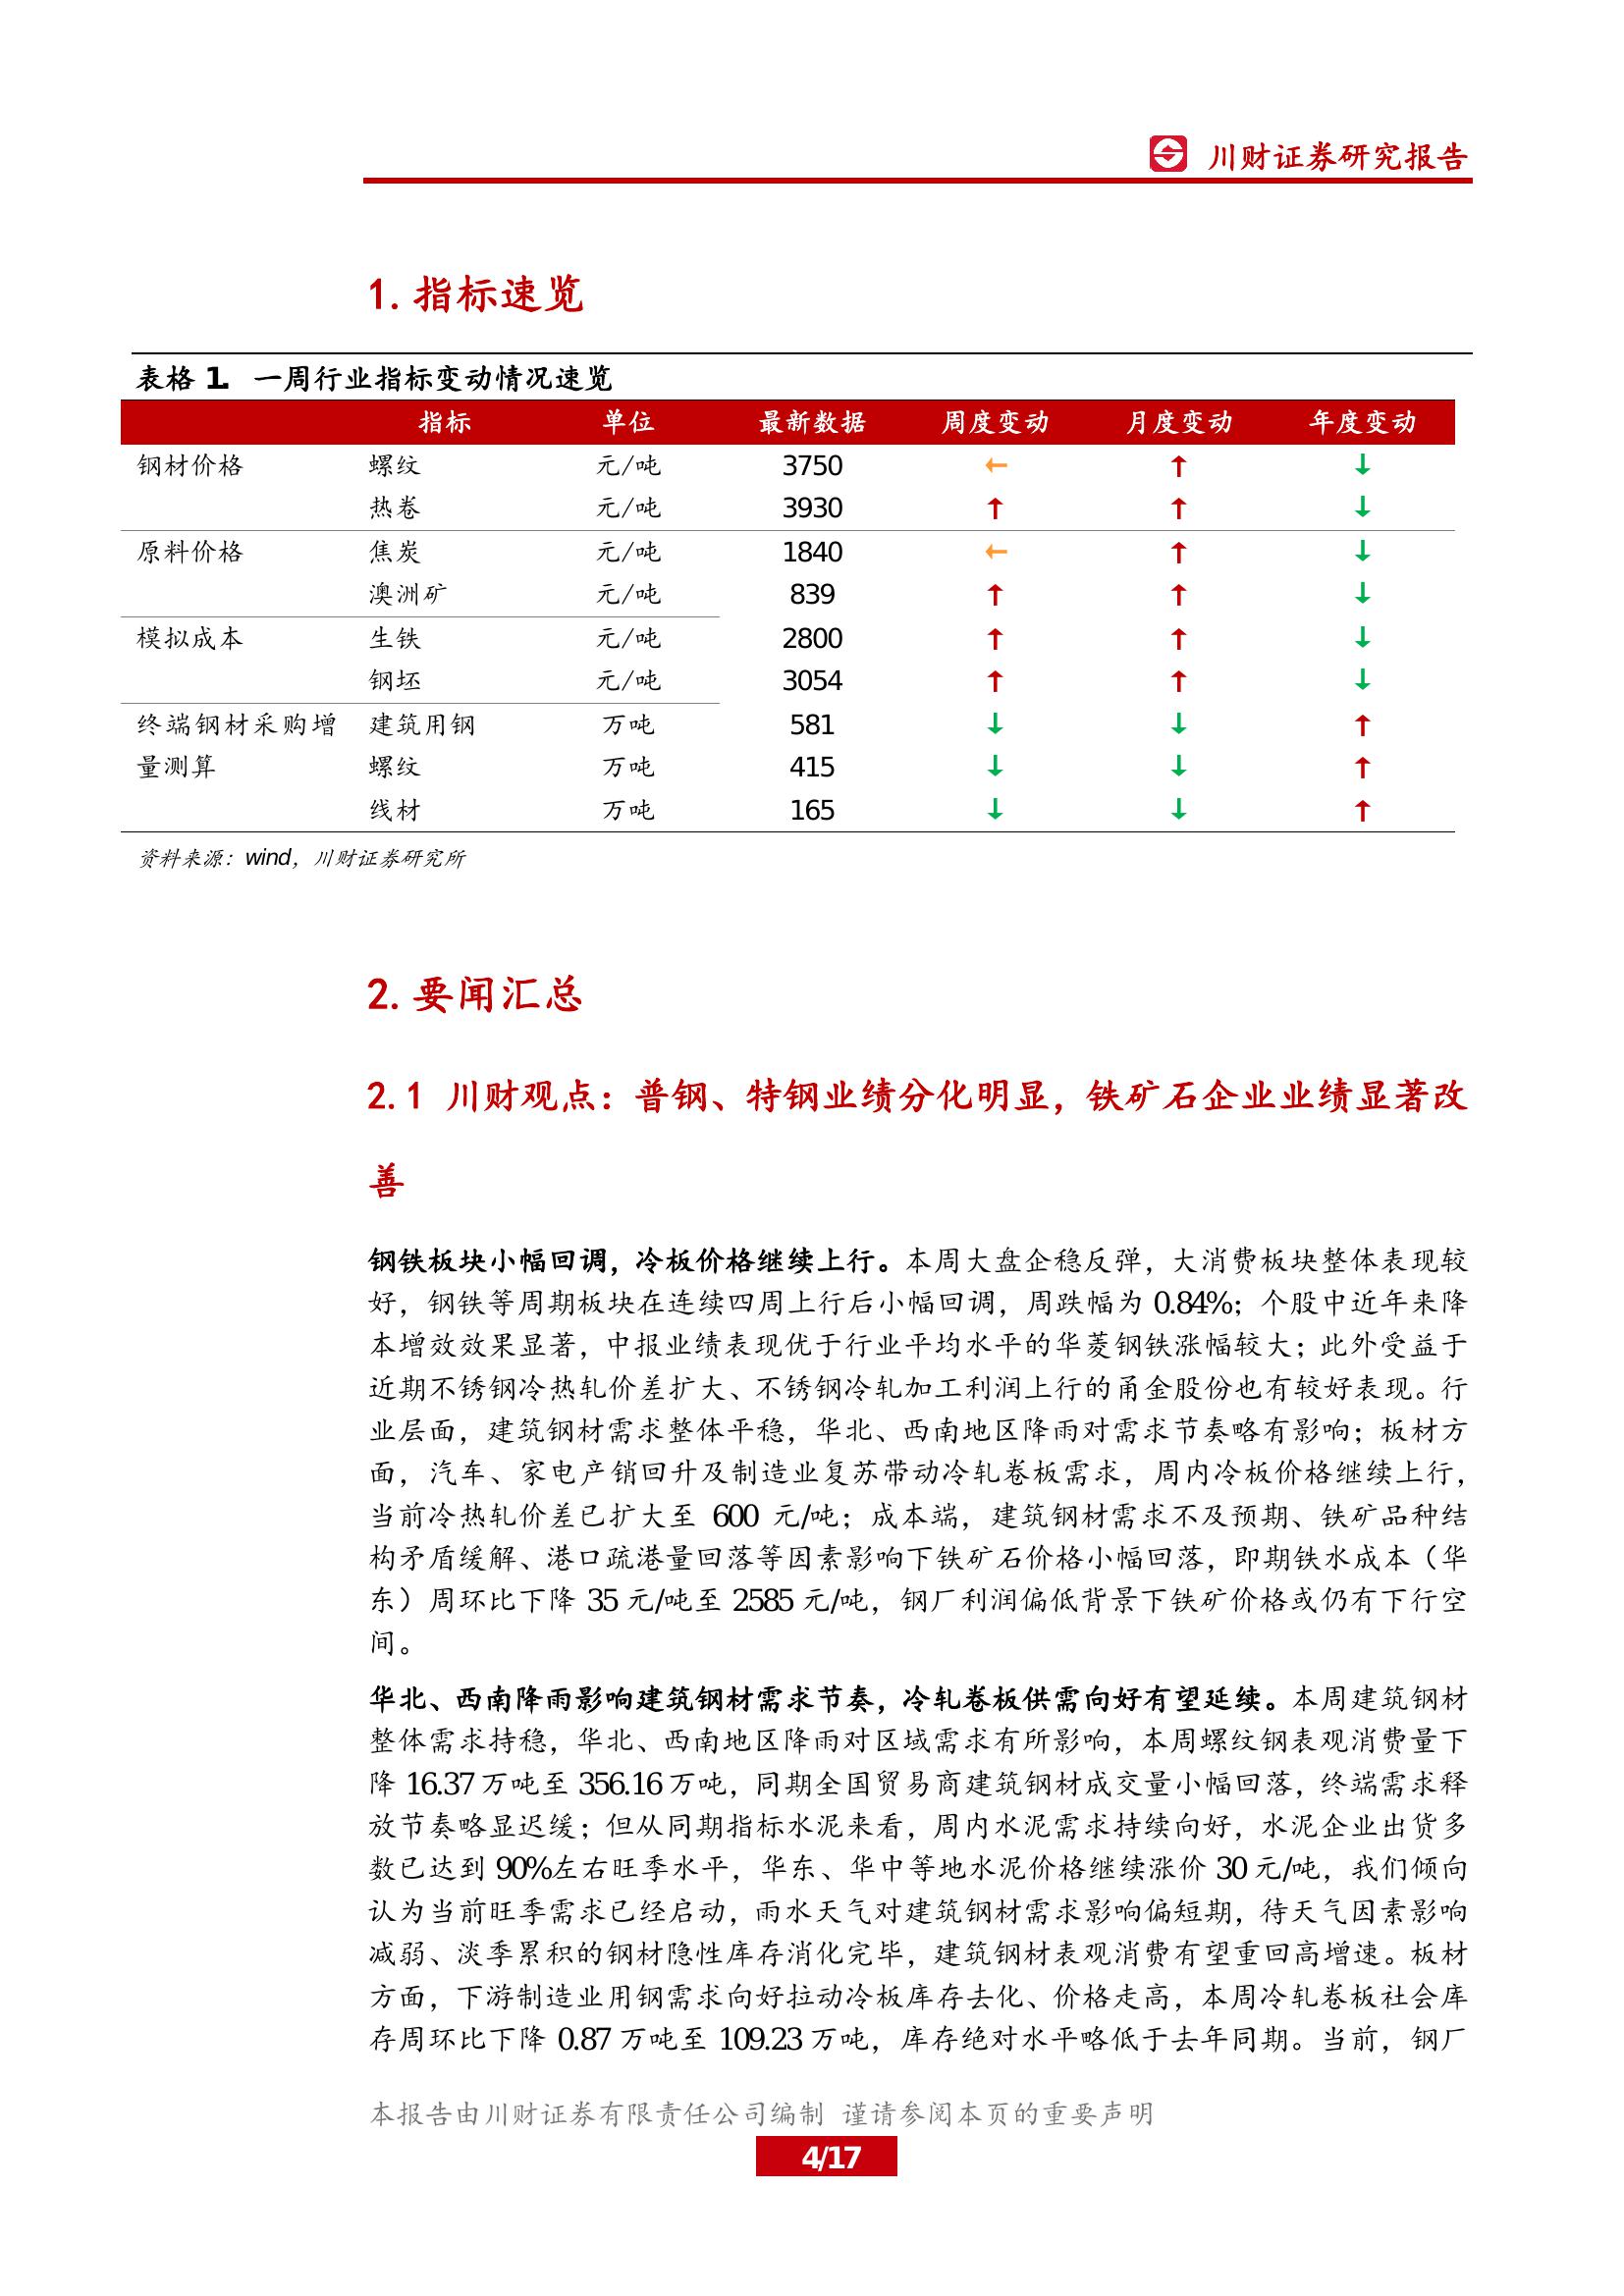 川财证券研究报告
1. 指标速览
表格 1. 一周行业指标变动情况速览
指标 单位 最新数据 周度变动 月度变动 年度变动
钢材价格 螺纹 元/吨 3750 ← ↑ ↓
热卷 元/吨 3930 ↑ ↑ ↓
原料价格 焦炭 元/吨 1840 ← ↑ ↓
澳洲矿 元/吨 839 ↑ ↑ ↓
模拟成本 生铁 元/吨 2800 ↑ ↑ ↓
钢坯 元/吨 3054 ↑ ↑ ↓
终端钢材采购增 建筑用钢 万吨 581 ↓ ↓ ↑
量测算 螺纹 万吨 415 ↓ ↓ ↑
线材 万吨 165 ↓ ↓ ↑
资料来源：wind，川财证券研究所
2. 要闻汇总
2.1 川财观点：普钢、特钢业绩分化明显，铁矿石企业业绩显著改
善
钢铁板块小幅回调，冷板价格继续上行。本周大盘企稳反弹，大消费板块整体表现较
好，钢铁等周期板块在连续四周上行后小幅回调，周跌幅为 0.84%；个股中近年来降
本增效效果显著，中报业绩表现优于行业平均水平的华菱钢铁涨幅较大；此外受益于
近期不锈钢冷热轧价差扩大、不锈钢冷轧加工利润上行的甬金股份也有较好表现。行
业层面，建筑钢材需求整体平稳，华北、西南地区降雨对需求节奏略有影响；板材方
面，汽车、家电产销回升及制造业复苏带动冷轧卷板需求，周内冷板价格继续上行，
当前冷热轧价差已扩大至 600 元/吨；成本端，建筑钢材需求不及预期、铁矿品种结
构矛盾缓解、港口疏港量回落等因素影响下铁矿石价格小幅回落，即期铁水成本（华
东）周环比下降 35 元/吨至 2585 元/吨，钢厂利润偏低背景下铁矿价格或仍有下行空
间。
华北、西南降雨影响建筑钢材需求节奏，冷轧卷板供需向好有望延续。本周建筑钢材
整体需求持稳，华北、西南地区降雨对区域需求有所影响，本周螺纹钢表观消费量下
降 16.37 万吨至 356.16 万吨，同期全国贸易商建筑钢材成交量小幅回落，终端需求释
放节奏略显迟缓；但从同期指标水泥来看，周内水泥需求持续向好，水泥企业出货多
数已达到 90%左右旺季水平，华东、华中等地水泥价格继续涨价 30 元/吨，我们倾向
认为当前旺季需求已经启动，雨水天气对建筑钢材需求影响偏短期，待天气因素影响
减弱、淡季累积的钢材隐性库存消化完毕，建筑钢材表观消费有望重回高增速。板材
方面，下游制造业用钢需求向好拉动冷板库存去化、价格走高，本周冷轧卷板社会库
存周环比下降 0.87 万吨至 109.23 万吨，库存绝对水平略低于去年同期。当前，钢厂
本报告由川财证券有限责任公司编制 谨请参阅本页的重要声明
4/17